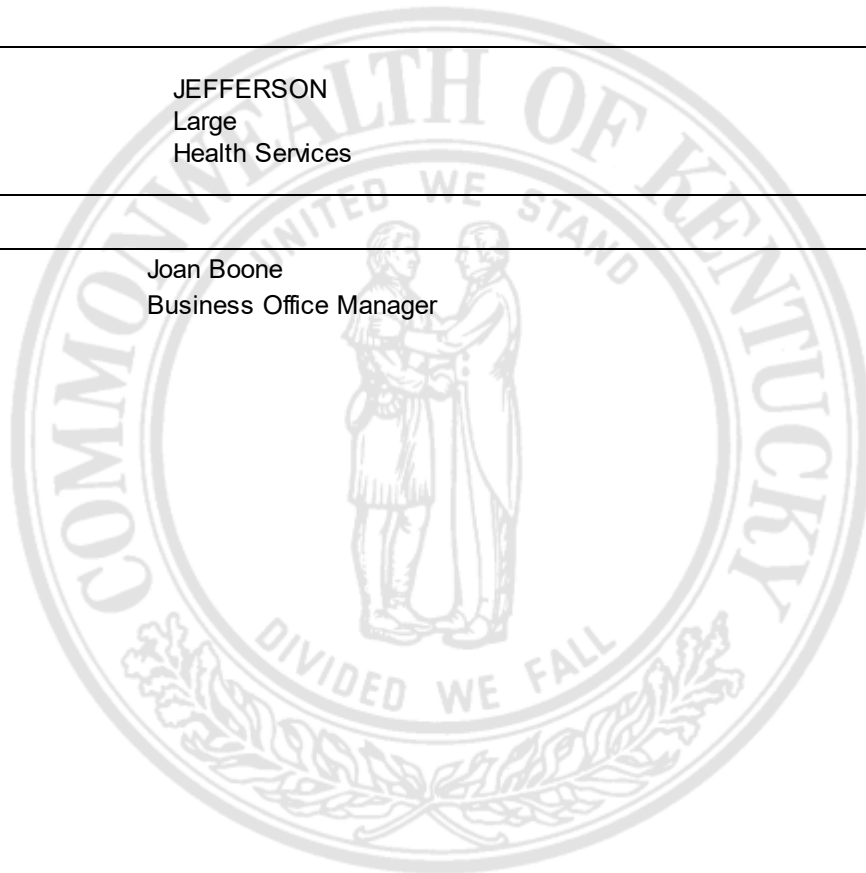 JEFFERSON
Large
Health Services
Joan Boone
Business Office Manager
COMMONWEALTH OF KENTUCKY
UNITED WE STAND
DIVIDED WE FALL